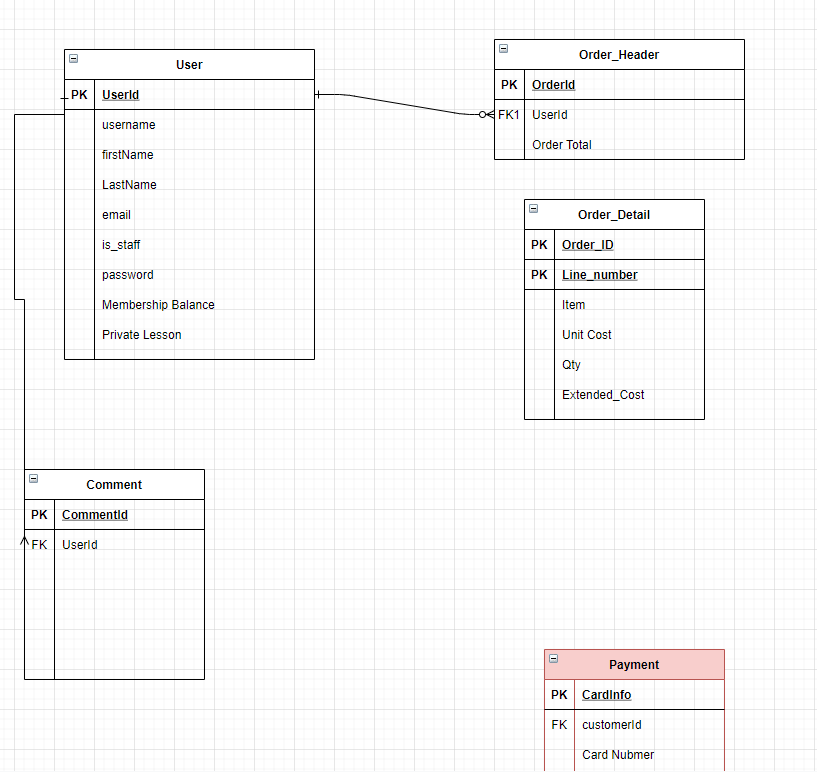 User
PK UserId
username
firstName
LastName
email
is_staff
password
Membership Balance
Private Lesson
Order_Header
PK OrderId
FK1 UserId
Order Total
Order_Detail
PK Order_ID
PK Line_number
Item
Unit Cost
Qty
Extended_Cost
Comment
PK CommentId
FK UserId
Payment
PK CardInfo
FK customerId
Card Nubmer